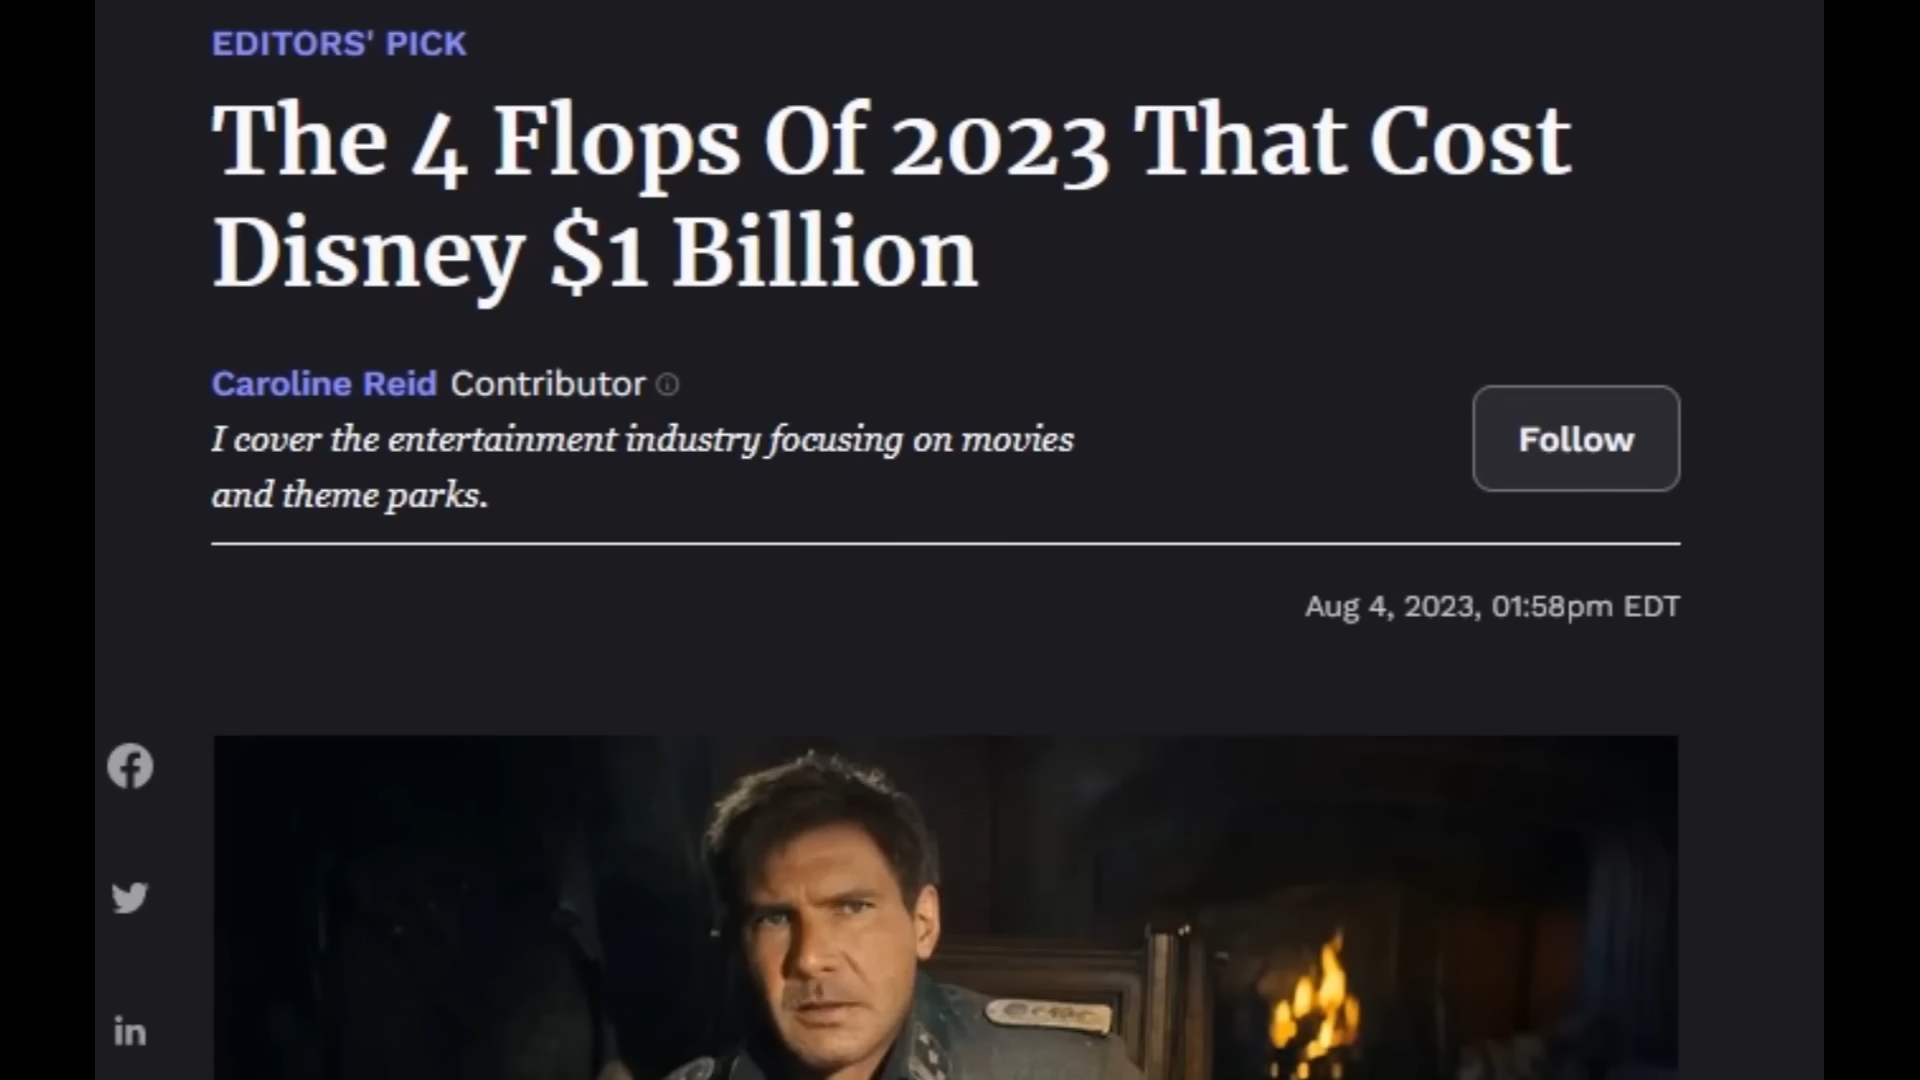 EDITORS' PICK
The 4 Flops Of 2023 That Cost
Disney $1 Billion
Caroline Reid Contributor
I cover the entertainment industry focusing on movies
and theme parks.
Follow
Aug 4, 2023, 01:58pm EDT
in